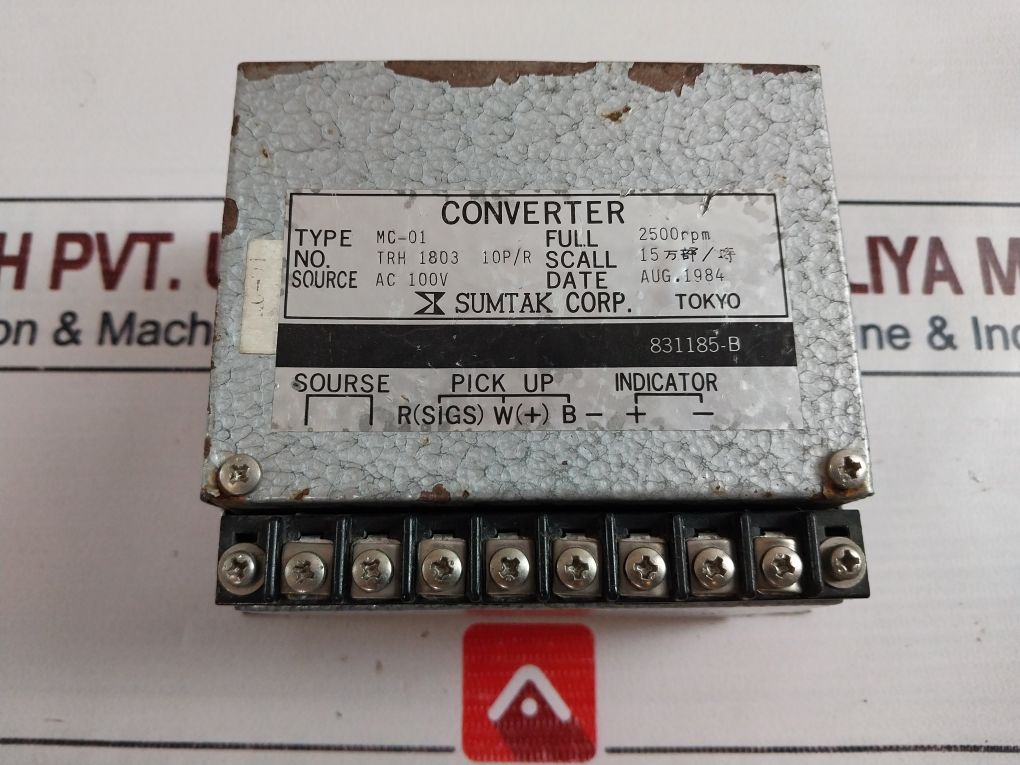 CONVERTER
TYPE MC-01 FULL 2500rpm
NO. TRH 1803 10P/R SCALL 15万部/時
SOURCE AC 100V DATE AUG.1984
SUMTAK CORP. TOKYO
831185-B
SOURSE PICK UP INDICATOR
R(SIGS) W(+) B - + -
H PVT. LIYA M
on & Mach ne & Ind